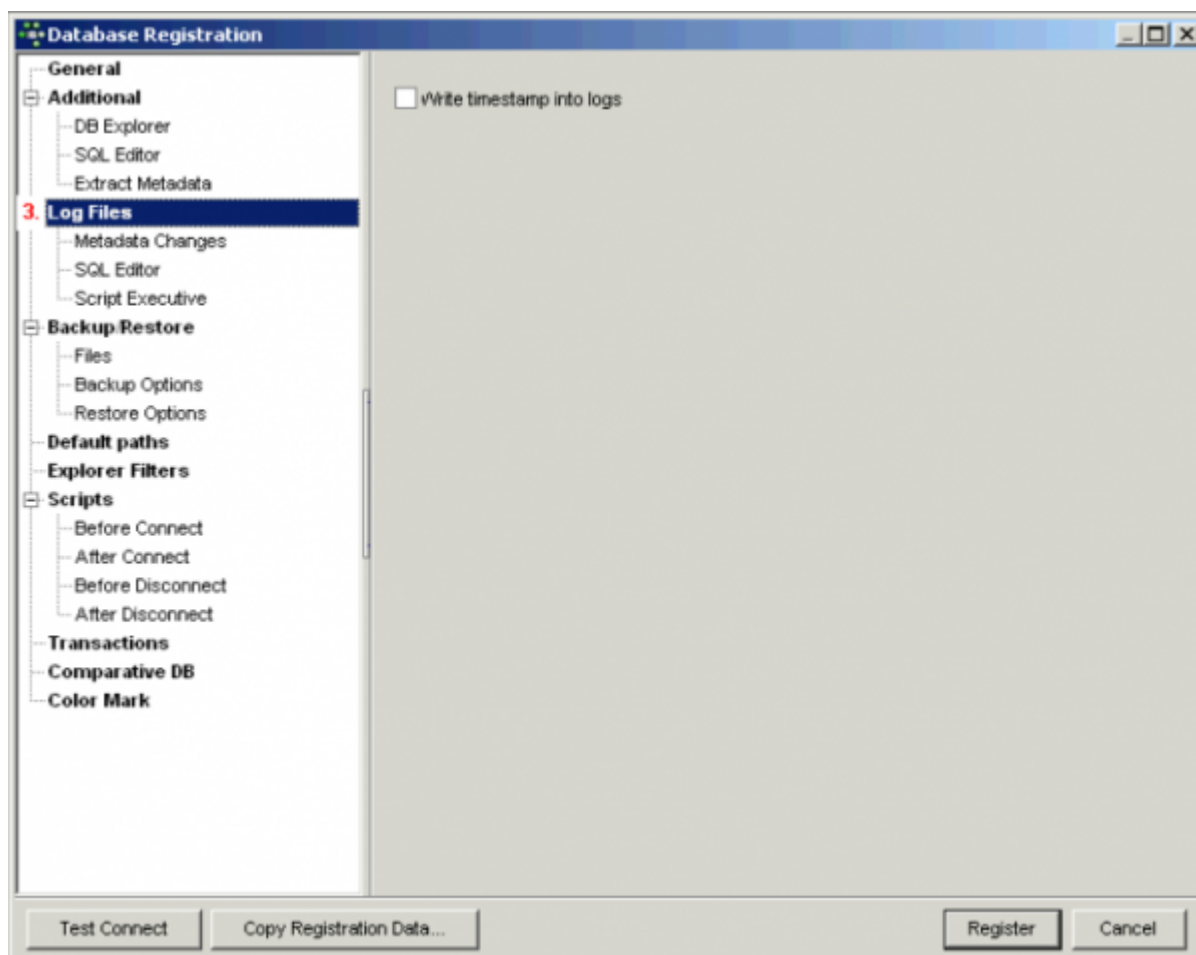 Database Registration
General
Additional
DB Explorer
SQL Editor
Extract Metadata
3. Log Files
Metadata Changes
SQL Editor
Script Executive
Backup/Restore
Files
Backup Options
Restore Options
Default paths
Explorer Filters
Scripts
Before Connect
After Connect
Before Disconnect
After Disconnect
Transactions
Comparative DB
Color Mark
Write timestamp into logs
Test Connect
Copy Registration Data...
Register
Cancel